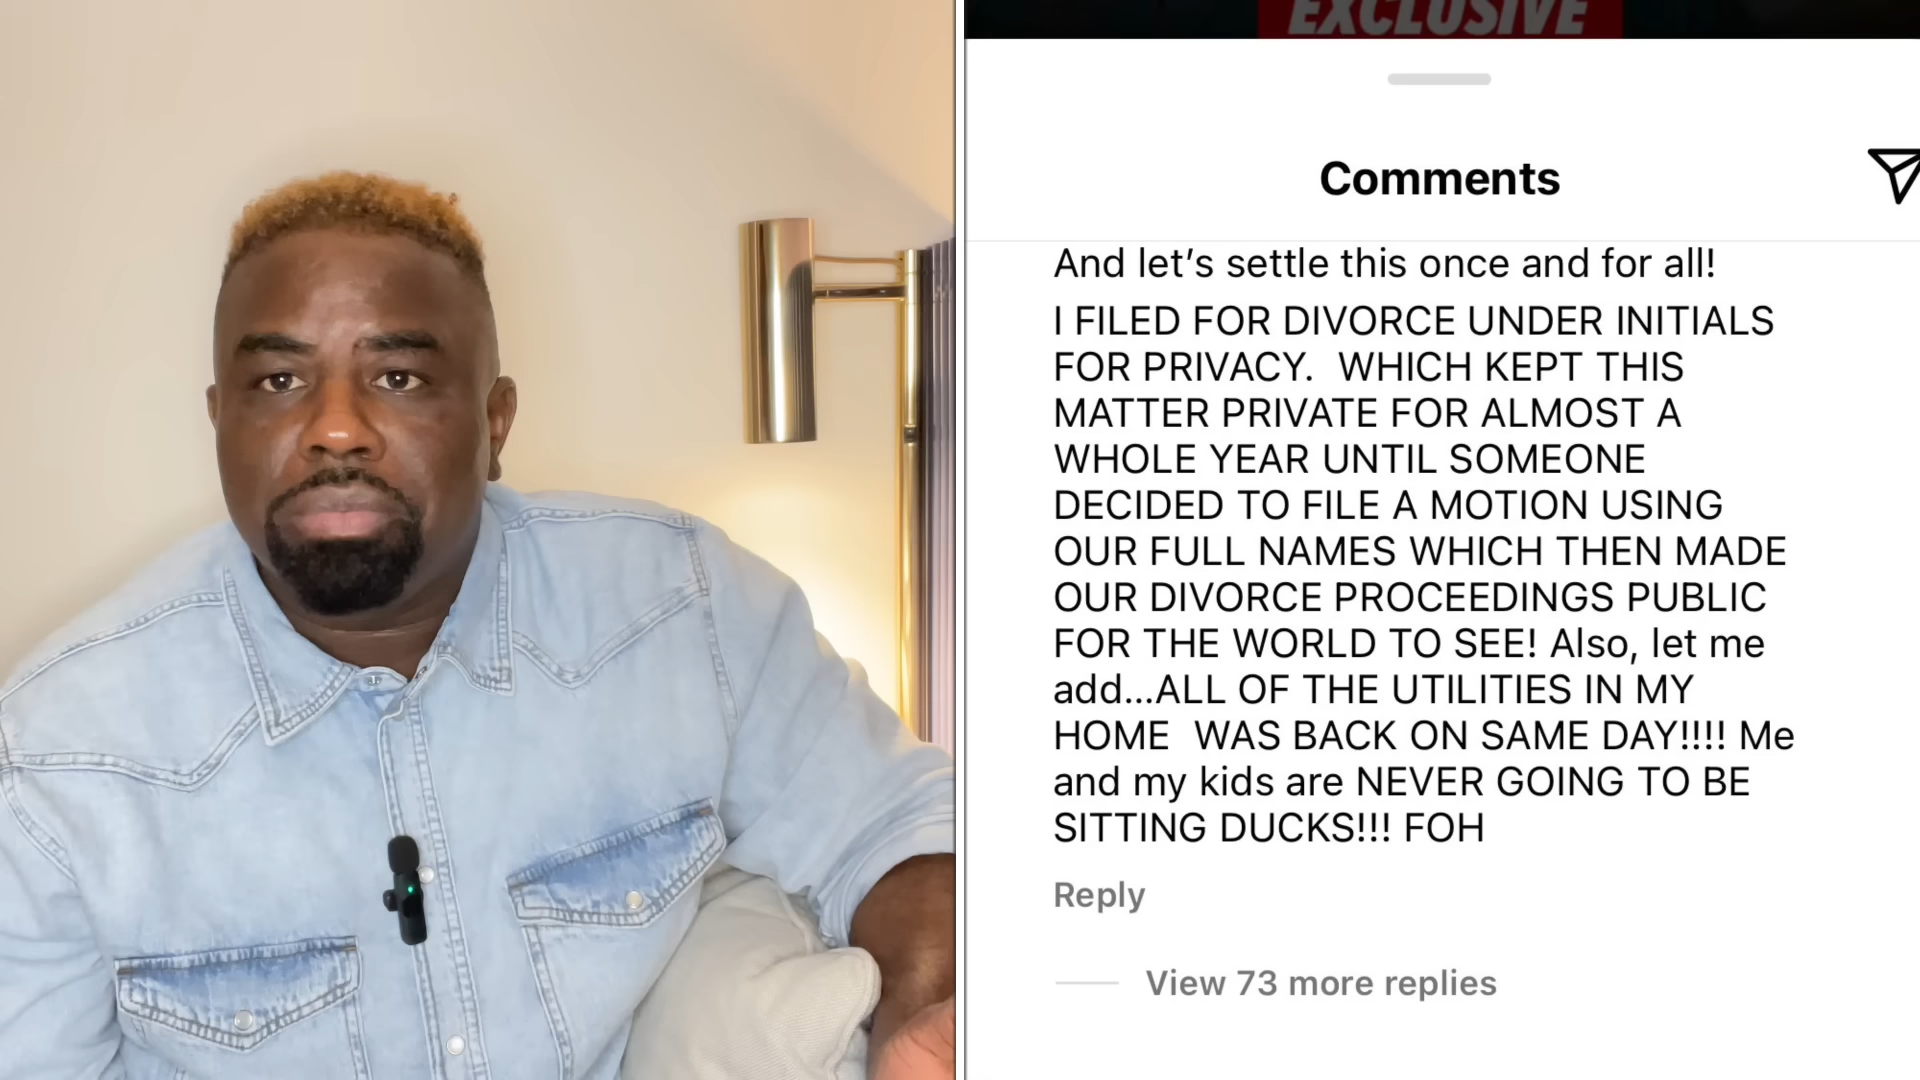 EXCLUSIVE
Comments
And let’s settle this once and for all!
I FILED FOR DIVORCE UNDER INITIALS
FOR PRIVACY.  WHICH KEPT THIS
MATTER PRIVATE FOR ALMOST A
WHOLE YEAR UNTIL SOMEONE
DECIDED TO FILE A MOTION USING
OUR FULL NAMES WHICH THEN MADE
OUR DIVORCE PROCEEDINGS PUBLIC
FOR THE WORLD TO SEE! Also, let me
add...ALL OF THE UTILITIES IN MY
HOME  WAS BACK ON SAME DAY!!!! Me
and my kids are NEVER GOING TO BE
SITTING DUCKS!!! FOH
Reply
View 73 more replies